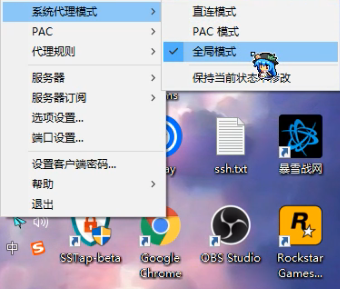 系统代理模式
PAC
代理规则
服务器
服务器订阅
选项设置...
端口设置...
设置客户端密码...
帮助
退出
直连模式
PAC 模式
全局模式
保持当前状态不修改
ssh.txt
暴雪战网
中
SSTap-beta
Google
Chrome
OBS Studio
Rockstar
Games...